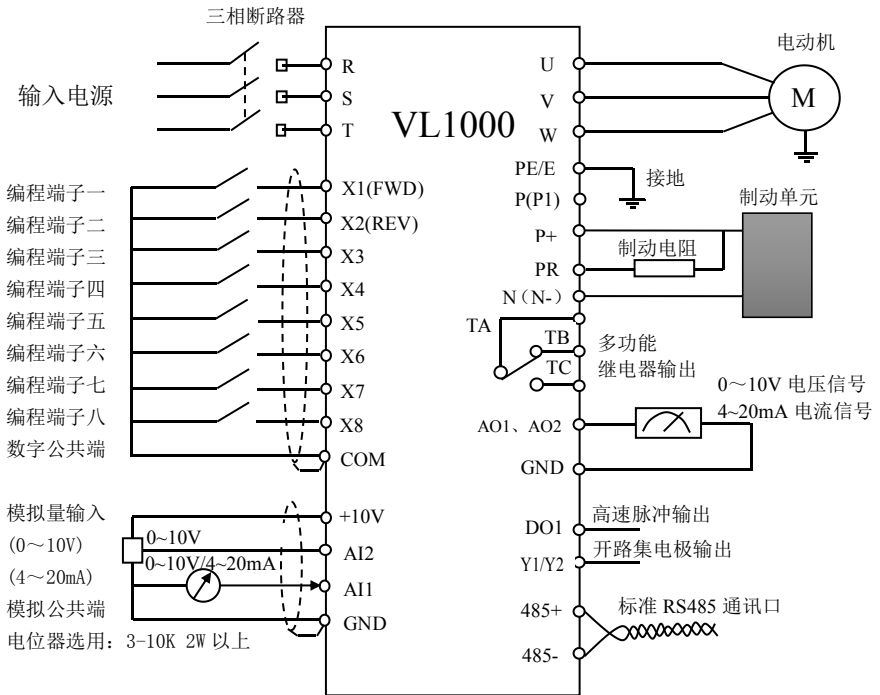 三相断路器
输入电源
R
S
T
VL1000
U
V
W
电动机
M
PE/E
接地
P(P1)
制动单元
P+
制动电阻
PR
N（N-）
编程端子一
X1(FWD)
编程端子二
X2(REV)
编程端子三
X3
编程端子四
X4
编程端子五
X5
编程端子六
X6
编程端子七
X7
编程端子八
X8
数字公共端
COM
TA
TB
TC
多功能
继电器输出
0～10V 电压信号
4~20mA 电流信号
AO1、AO2
GND
模拟量输入
+10V
(0～10V)
0~10V
AI2
(4～20mA)
0~10V/4~20mA
AI1
模拟公共端
GND
电位器选用：3-10K 2W 以上
DO1
高速脉冲输出
Y1/Y2
开路集电极输出
485+
标准 RS485 通讯口
485-